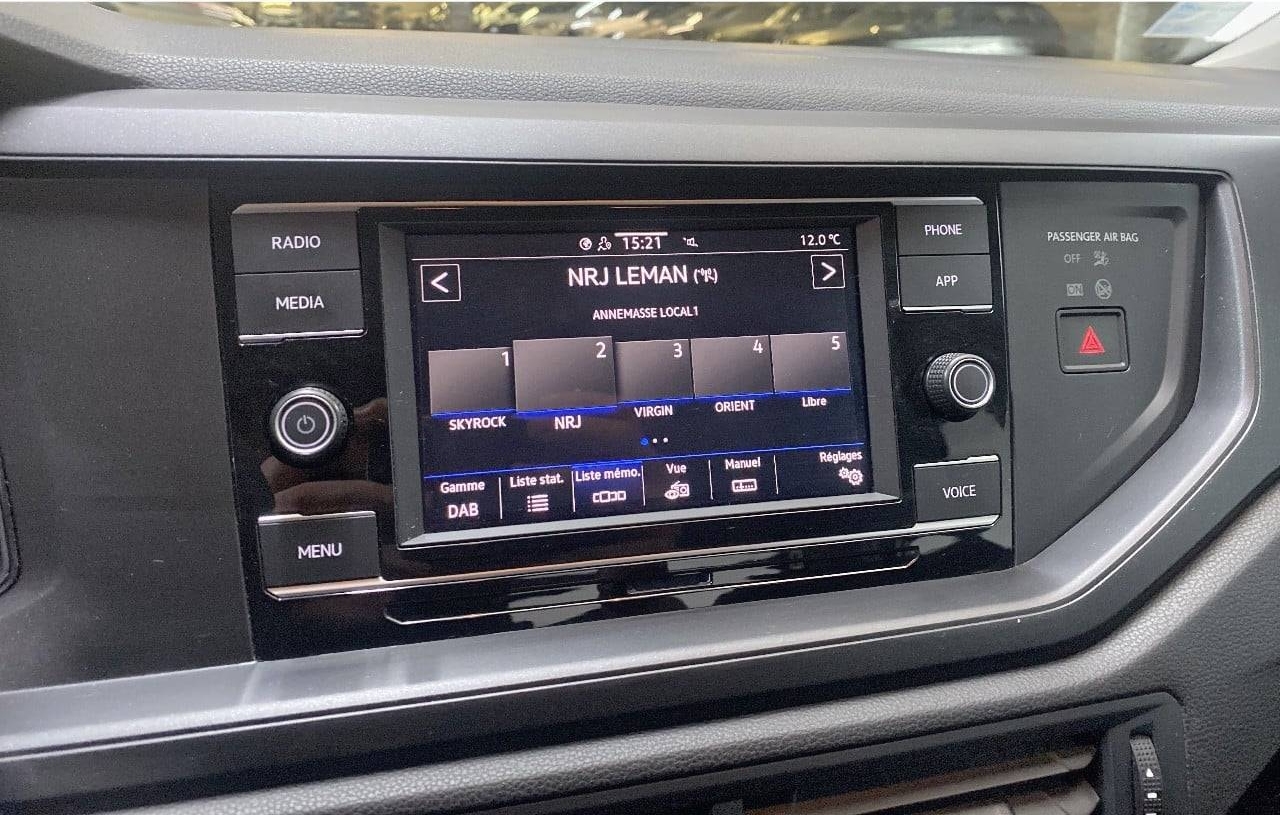 RADIO
MEDIA
MENU
15:21
12.0 °C
<
NRJ LEMAN
>
ANNEMASSE LOCAL1
1
2
3
4
5
SKYROCK
NRJ
VIRGIN
ORIENT
Libre
Gamme
DAB
Liste stat.
Liste mémo.
Vue
Manuel
Réglages
PHONE
APP
VOICE
PASSENGER AIR BAG
OFF
ON